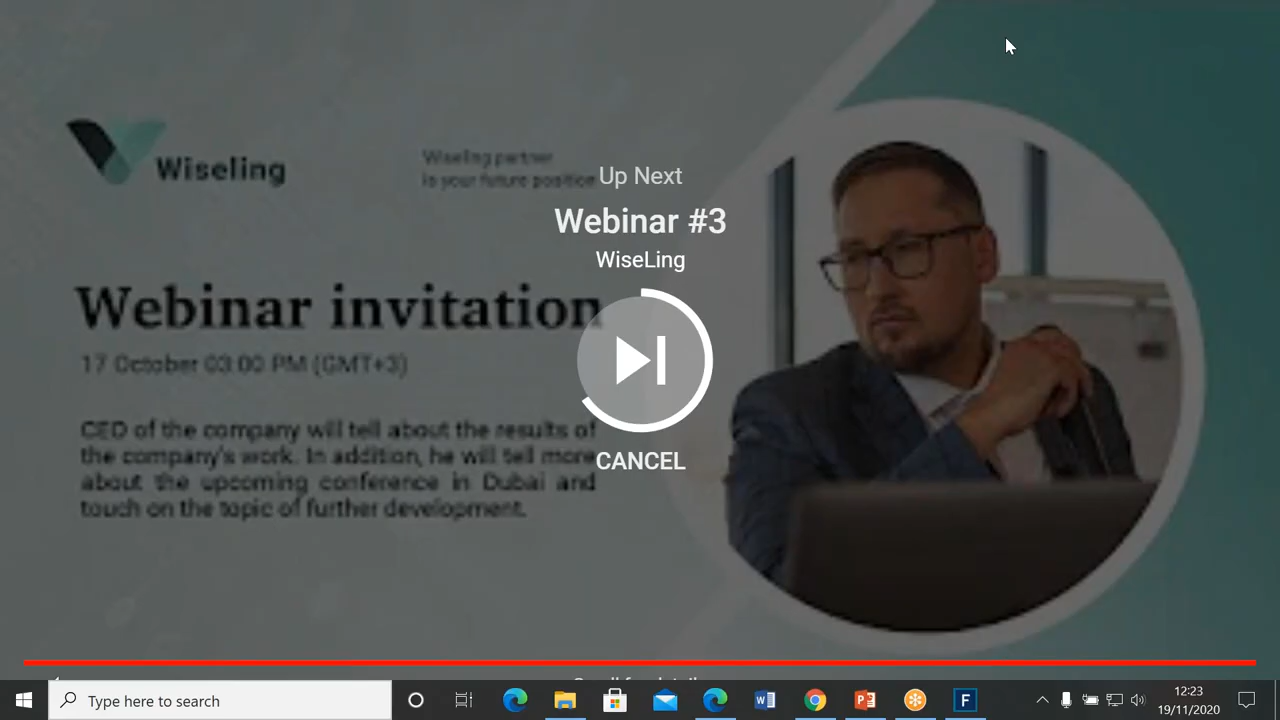 Wiseling
Wiseling partner
is your future position
Up Next
Webinar #3
WiseLing
Webinar invitation
17 October 03:00 PM (GMT+3)
CEO of the company will tell about the results of
the company's work. In addition, he will tell more
about the upcoming conference in Dubai and
touch on the topic of further development.
CANCEL
Type here to search
12:23
19/11/2020